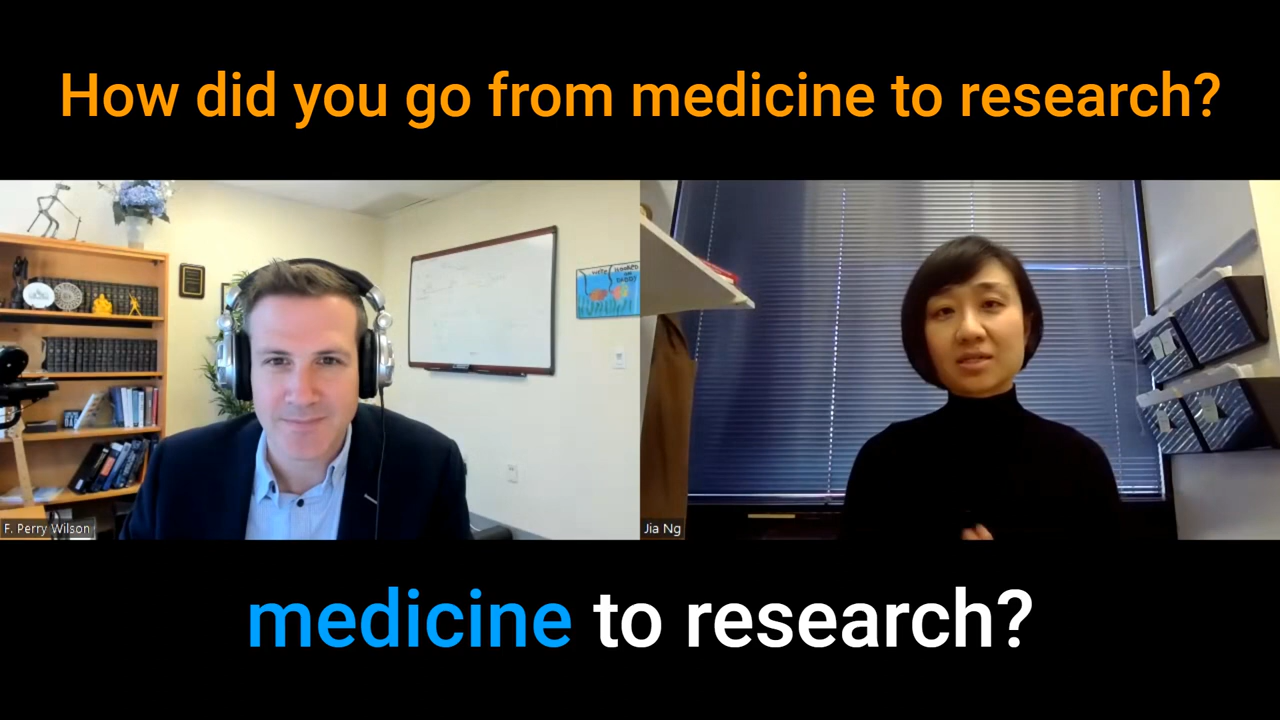 How did you go from medicine to research?
F. Perry Wilson
Jia Ng
medicine to research?